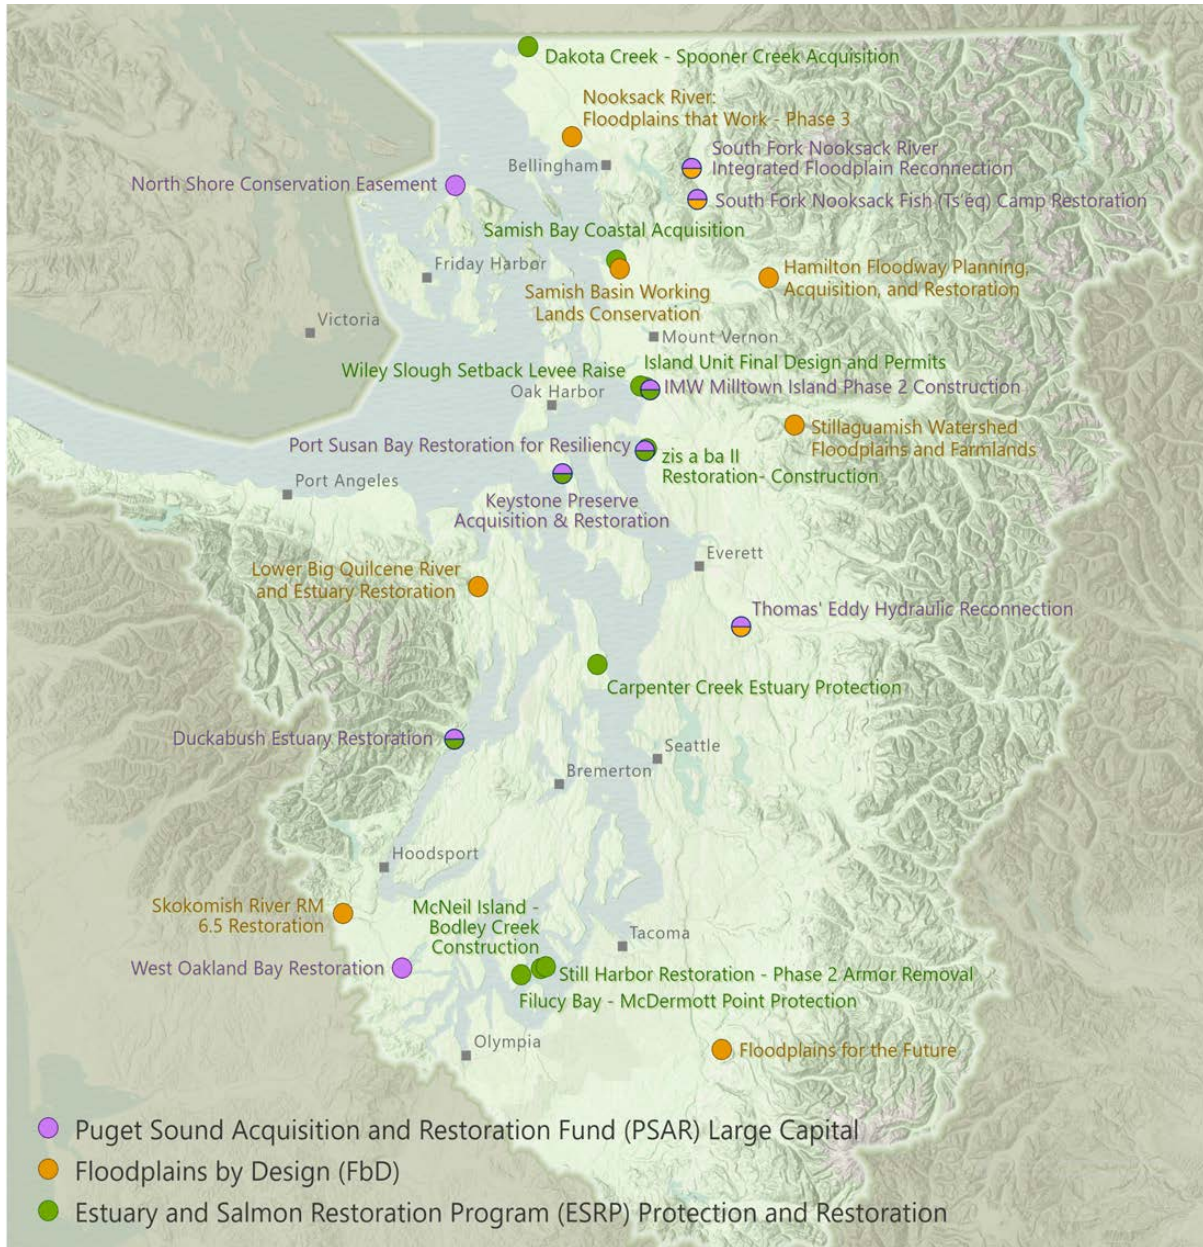 Dakota Creek - Spooner Creek Acquisition
Nooksack River:
Floodplains that Work - Phase 3
Bellingham
South Fork Nooksack River
Integrated Floodplain Reconnection
North Shore Conservation Easement
South Fork Nooksack Fish (Ts'eq) Camp Restoration
Samish Bay Coastal Acquisition
Friday Harbor
Hamilton Floodway Planning,
Acquisition, and Restoration
Samish Basin Working
Lands Conservation
Victoria
Mount Vernon
Island Unit Final Design and Permits
Wiley Slough Setback Levee Raise
IMW Milltown Island Phase 2 Construction
Oak Harbor
Stillaguamish Watershed
Floodplains and Farmlands
Port Susan Bay Restoration for Resiliency
zis a ba II
Restoration- Construction
Port Angeles
Keystone Preserve
Acquisition & Restoration
Everett
Lower Big Quilcene River
and Estuary Restoration
Thomas' Eddy Hydraulic Reconnection
Carpenter Creek Estuary Protection
Duckabush Estuary Restoration
Seattle
Bremerton
Hoodsport
Skokomish River RM
6.5 Restoration
McNeil Island -
Bodley Creek
Construction
Tacoma
West Oakland Bay Restoration
Still Harbor Restoration - Phase 2 Armor Removal
Filucy Bay - McDermott Point Protection
Olympia
Floodplains for the Future
Puget Sound Acquisition and Restoration Fund (PSAR) Large Capital
Floodplains by Design (FbD)
Estuary and Salmon Restoration Program (ESRP) Protection and Restoration